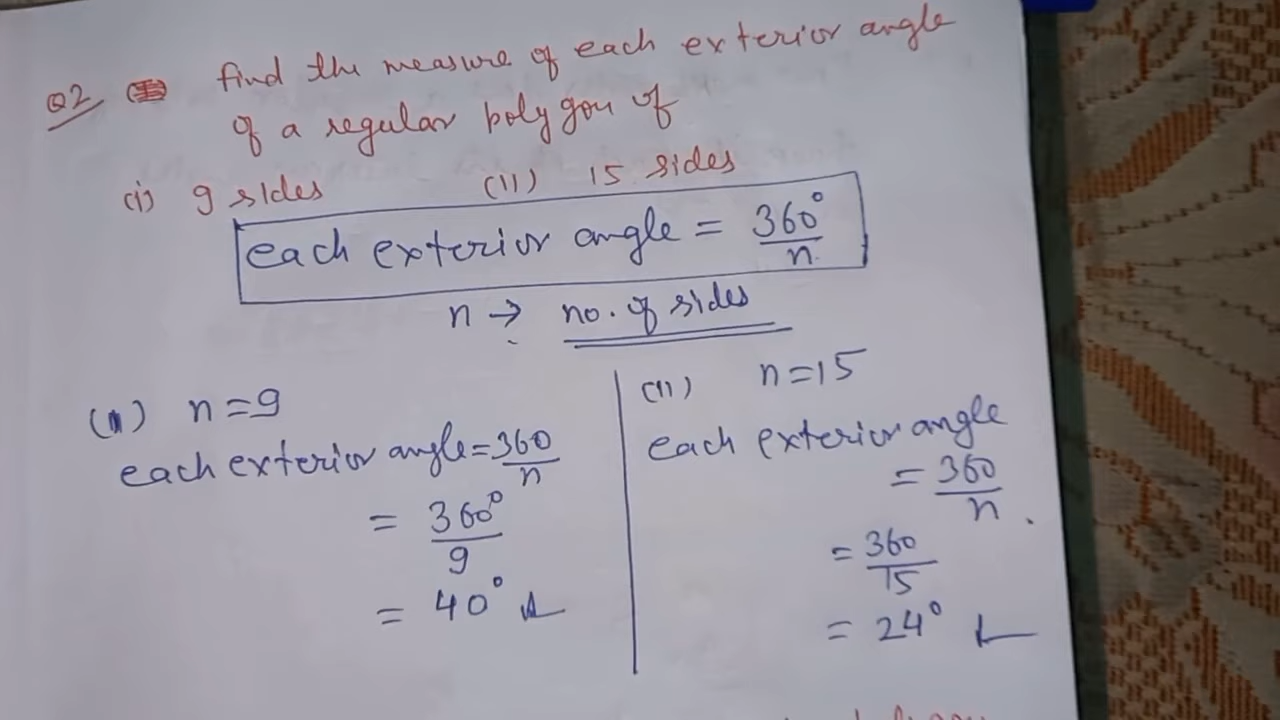 Q2 find the measure of each exterior angle
of a regular polygon of
(i) 9 sides (II) 15 sides
each exterior angle = 360°/n
n → no. of sides
(I) n=9
each exterior angle = 360/n
= 360°/9
= 40°
(II) n=15
each exterior angle
= 360/n
= 360/15
= 24°